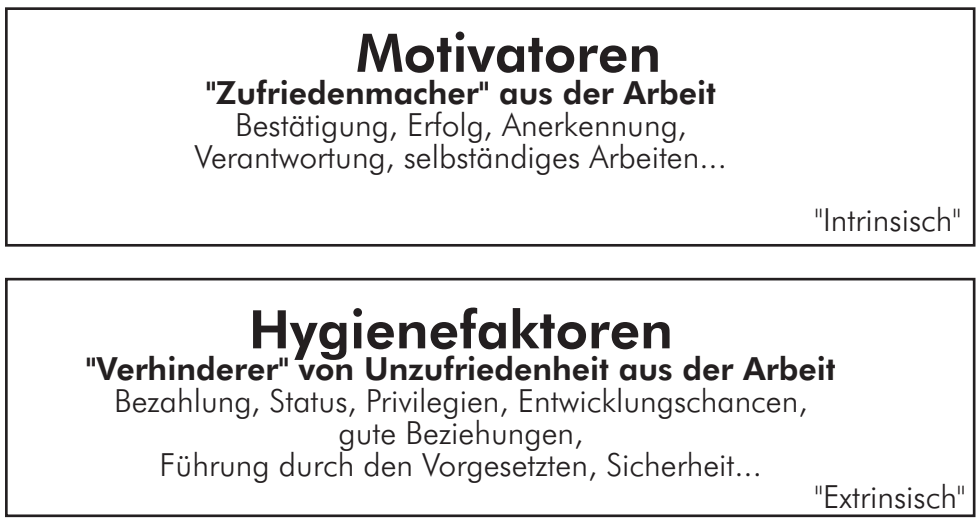 Motivatoren
"Zufriedenmacher" aus der Arbeit
Bestätigung, Erfolg, Anerkennung,
Verantwortung, selbständiges Arbeiten...
"Intrinsisch"
Hygienefaktoren
"Verhinderer" von Unzufriedenheit aus der Arbeit
Bezahlung, Status, Privilegien, Entwicklungschancen,
gute Beziehungen,
Führung durch den Vorgesetzten, Sicherheit...
"Extrinsisch"